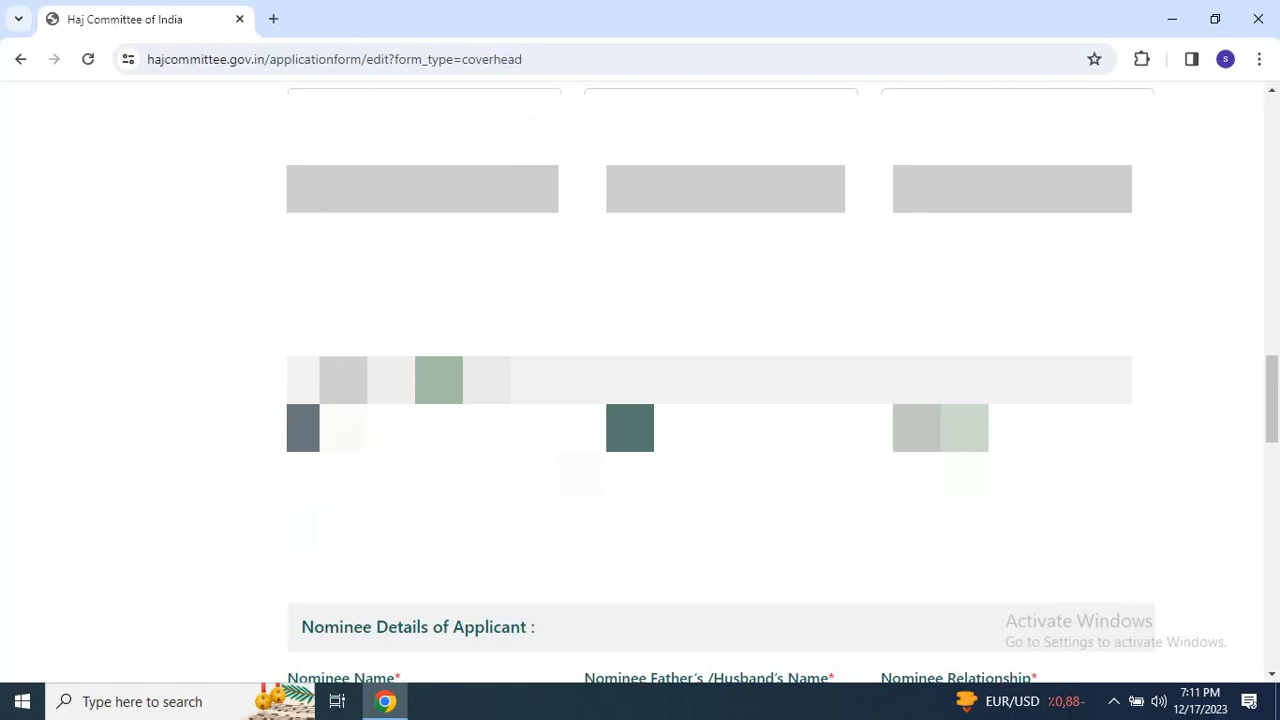 Haj Committee of India
hajcommittee.gov.in/applicationform/edit?form_type=coverhead
s
Nominee Details of Applicant :
Nominee Name*
Nominee Father's /Husband's Name*
Nominee Relationship*
Activate Windows
Go to Settings to activate Windows.
Type here to search
EUR/USD
٪0,88-
7:11 PM
12/17/2023